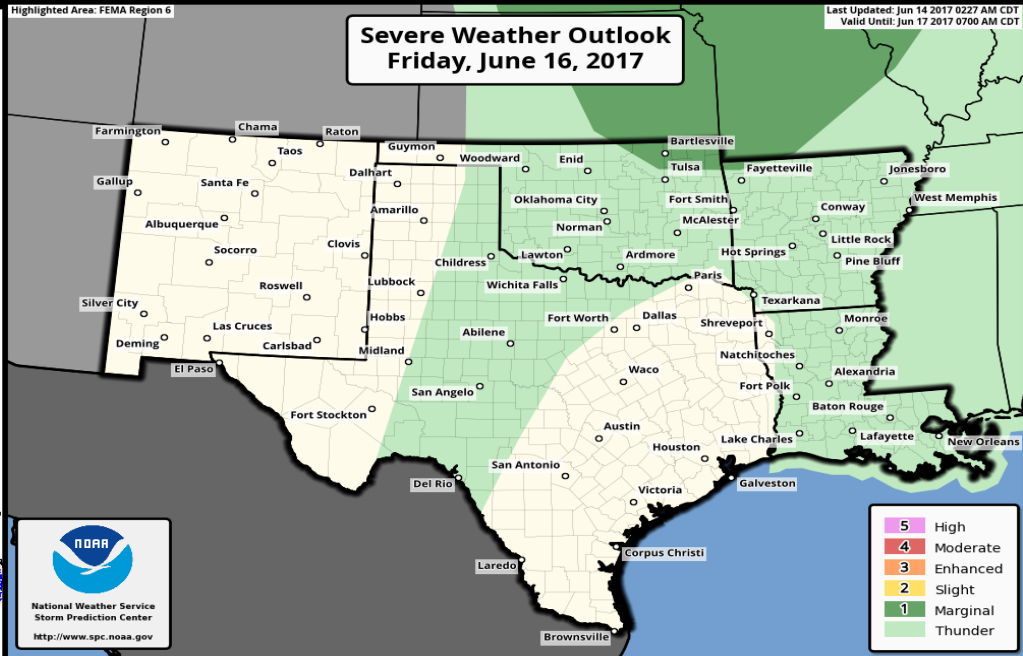 Highlighted Area: FEMA Region 6
Last Updated: Jun 14 2017 0227 AM CDT
Valid Until: Jun 17 2017 0700 AM CDT
Severe Weather Outlook
Friday, June 16, 2017
Farmington
Chama
Raton
Taos
Gallup
Santa Fe
Albuquerque
Socorro
Clovis
Roswell
Silver City
Las Cruces
Hobbs
Deming
Carlsbad
El Paso
Guymon
Woodward
Enid
Bartlesville
Tulsa
Dalhart
Amarillo
Oklahoma City
Norman
Fort Smith
McAlester
Lawton
Ardmore
Childress
Wichita Falls
Lubbock
Fayetteville
Jonesboro
West Memphis
Conway
Little Rock
Hot Springs
Pine Bluff
Paris
Texarkana
Fort Worth
Dallas
Shreveport
Monroe
Abilene
Midland
Natchitoches
Alexandria
Waco
San Angelo
Fort Polk
Baton Rouge
Fort Stockton
Austin
Houston
Lake Charles
Lafayette
New Orleans
San Antonio
Del Rio
Galveston
Victoria
Corpus Christi
Laredo
Brownsville
NOAA
National Weather Service
Storm Prediction Center
http://www.spc.noaa.gov
5 High
4 Moderate
3 Enhanced
2 Slight
1 Marginal
Thunder